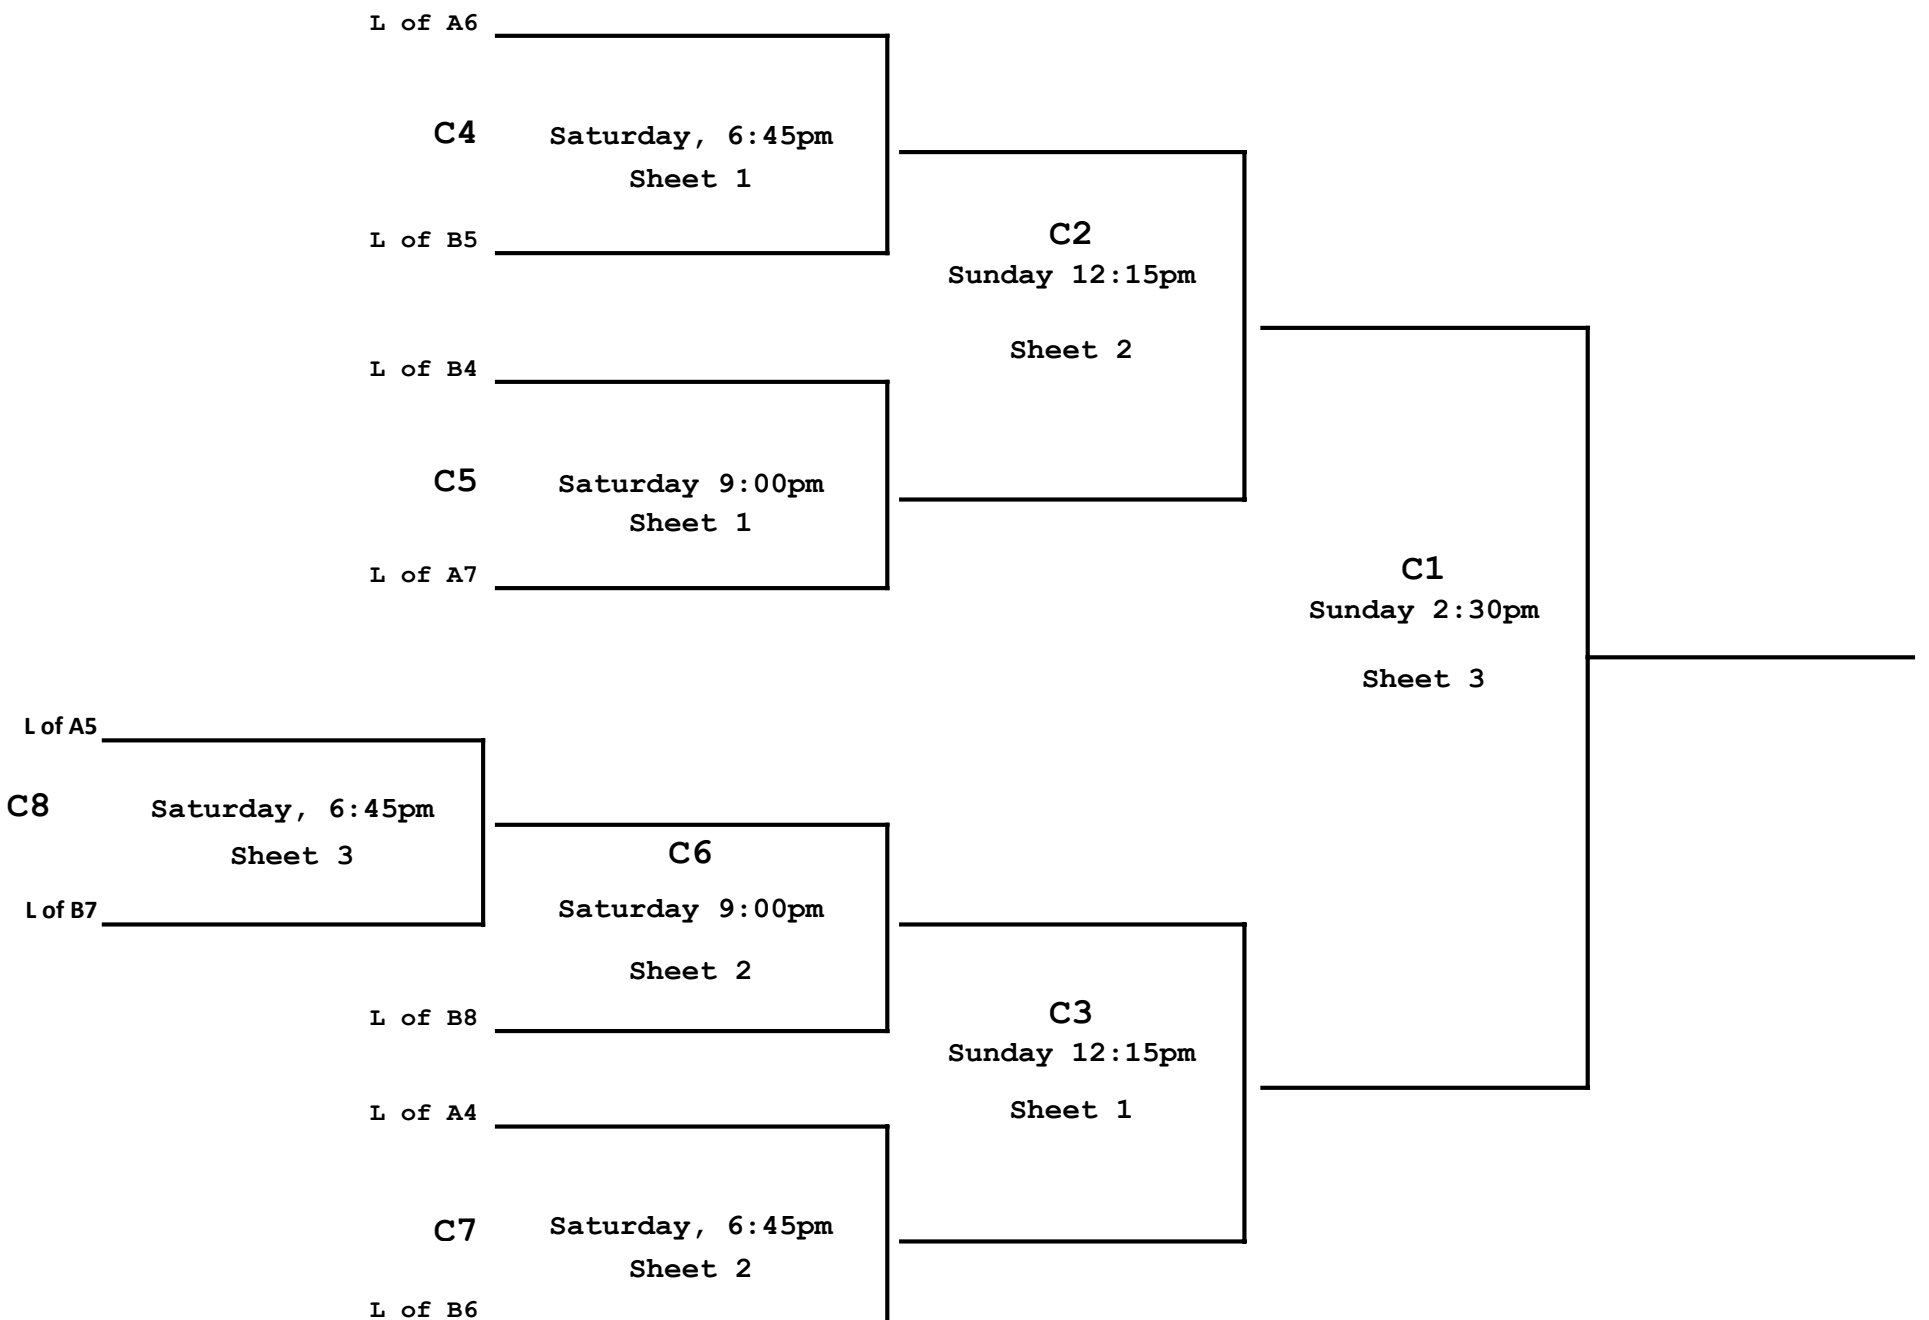 L of A6
C4
Saturday, 6:45pm
Sheet 1
L of B5
C2
Sunday 12:15pm
Sheet 2
L of B4
C5
Saturday 9:00pm
Sheet 1
L of A7
C1
Sunday 2:30pm
Sheet 3
L of A5
C8
Saturday, 6:45pm
Sheet 3
L of B7
C6
Saturday 9:00pm
Sheet 2
L of B8
C3
Sunday 12:15pm
Sheet 1
L of A4
C7
Saturday, 6:45pm
Sheet 2
L of B6